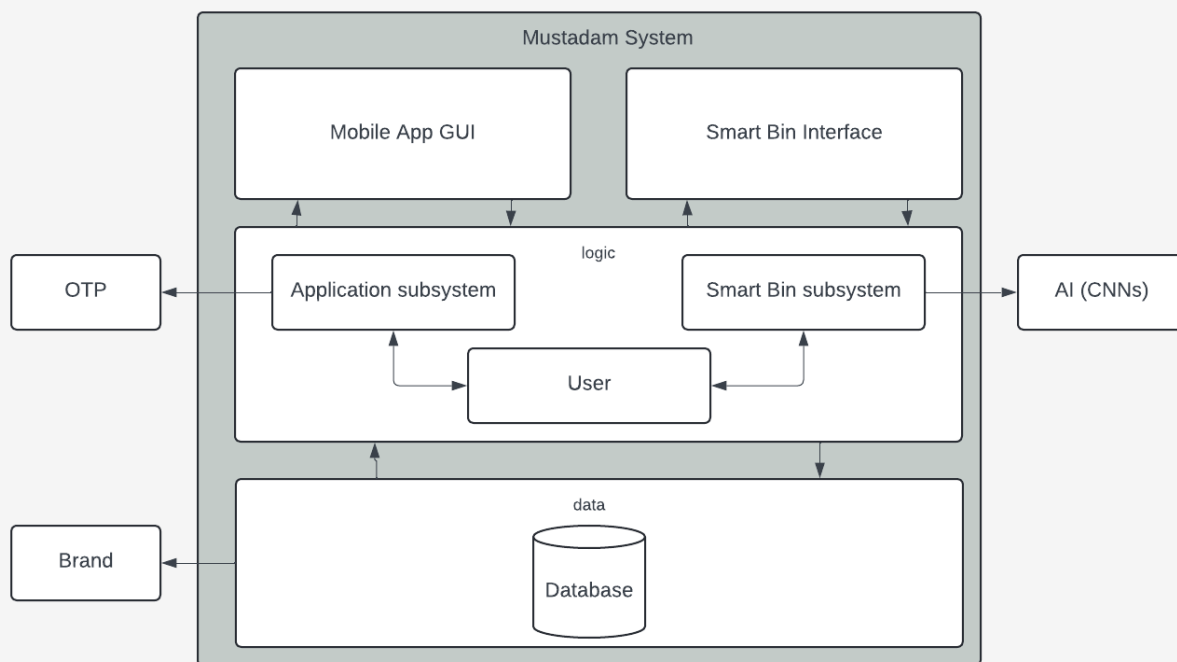 Mustadam System
Mobile App GUI
Smart Bin Interface
logic
OTP
Application subsystem
Smart Bin subsystem
AI (CNNs)
User
data
Brand
Database